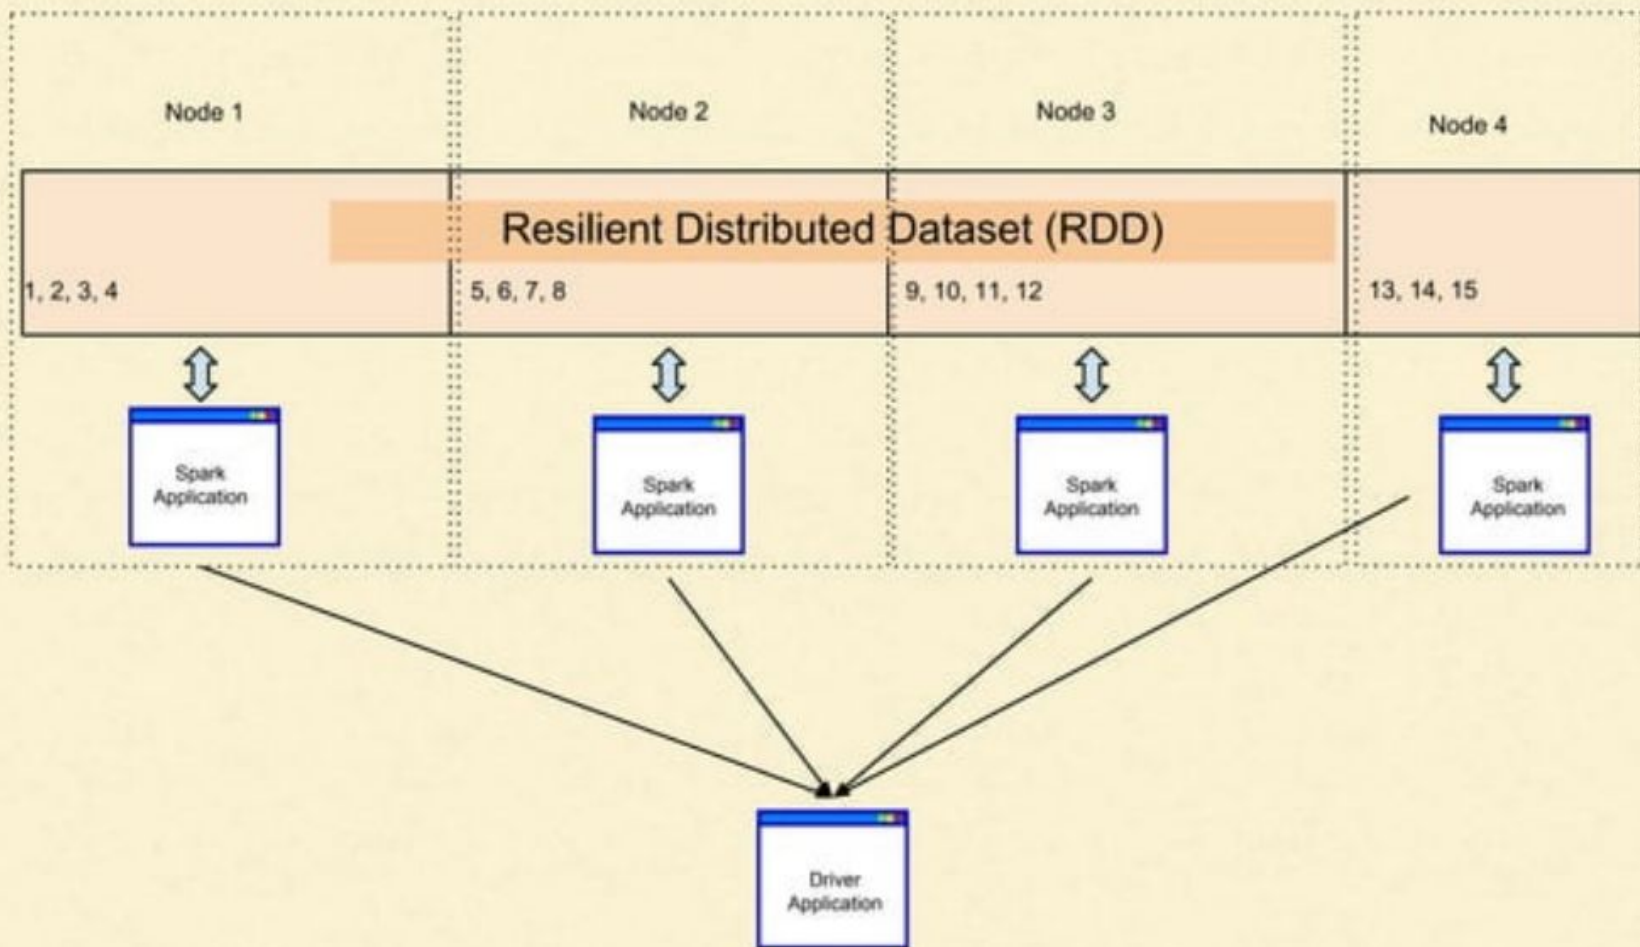 Node 1
Node 2
Node 3
Node 4
Resilient Distributed Dataset (RDD)
1, 2, 3, 4
5, 6, 7, 8
9, 10, 11, 12
13, 14, 15
Spark
Application
Spark
Application
Spark
Application
Spark
Application
Driver
Application